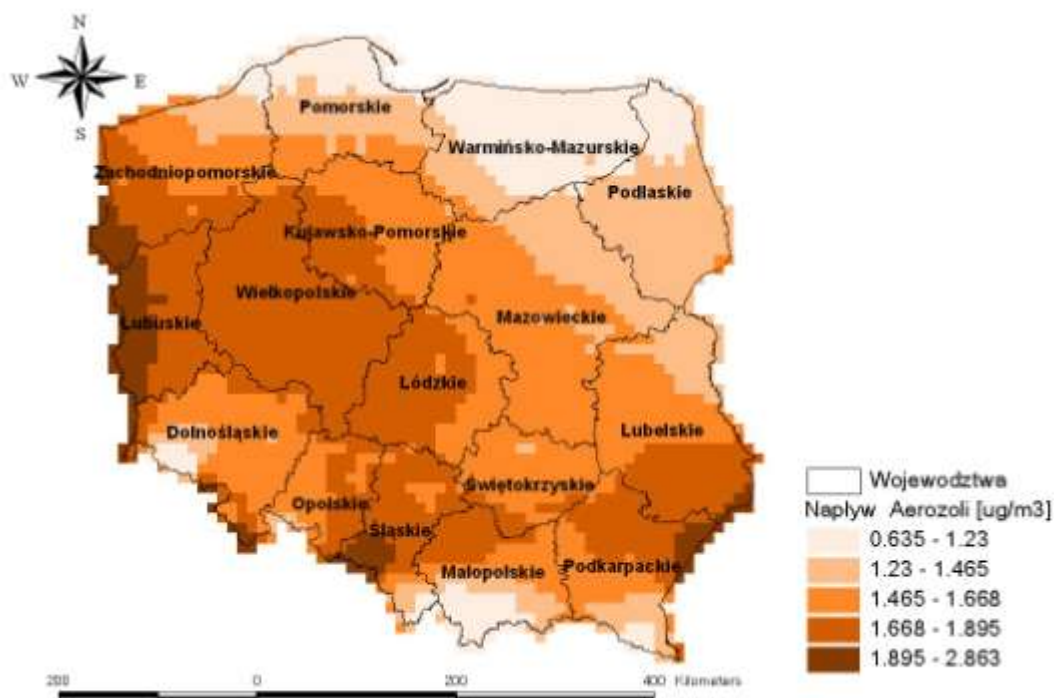 N
W E
S
Pomorskie
Warmińsko-Mazurskie
Zachodniopomorskie
Podlaskie
Kujawsko-Pomorskie
Wielkopolskie
Mazowieckie
Lubuskie
Łódzkie
Dolnośląskie
Lubelskie
Opolskie
Świętokrzyskie
Śląskie
Małopolskie
Podkarpackie
Wojewodztwa
Napływ Aerozoli [ug/m3]
0.635 - 1.23
1.23 - 1.465
1.465 - 1.668
1.668 - 1.895
1.895 - 2.863
200 0 200 400 Kilometers